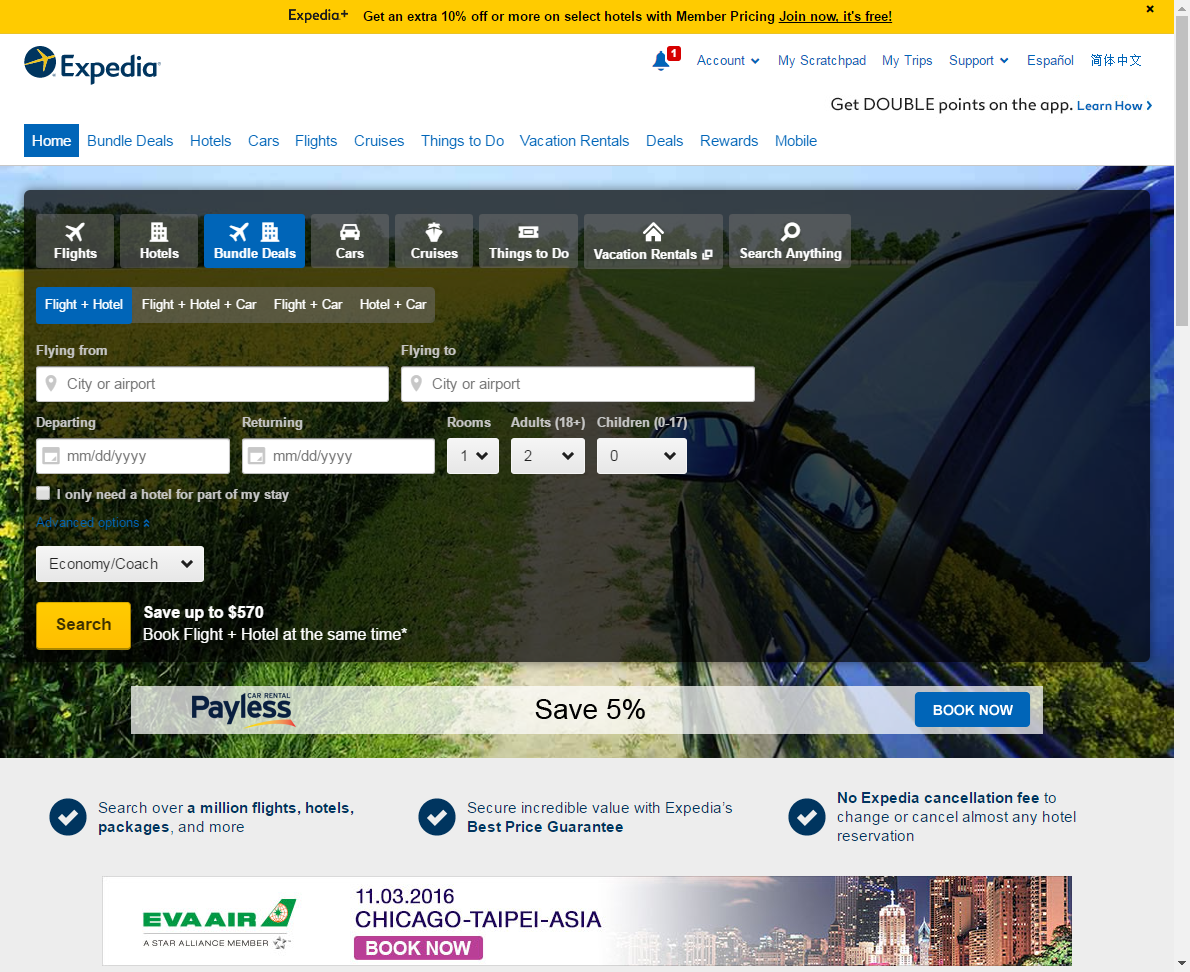 Expedia+ Get an extra 10% off or more on select hotels with Member Pricing Join now, it's free!
Expedia
1 Account My Scratchpad My Trips Support Español 简体中文
Get DOUBLE points on the app. Learn How
Home Bundle Deals Hotels Cars Flights Cruises Things to Do Vacation Rentals Deals Rewards Mobile
Flights Hotels Bundle Deals Cars Cruises Things to Do Vacation Rentals Search Anything
Flight + Hotel Flight + Hotel + Car Flight + Car Hotel + Car
Flying from Flying to
City or airport City or airport
Departing Returning Rooms Adults (18+) Children (0-17)
mm/dd/yyyy mm/dd/yyyy 1 2 0
I only need a hotel for part of my stay
Advanced options
Economy/Coach
Search
Save up to $570
Book Flight + Hotel at the same time*
CAR RENTAL
Payless
Save 5%
BOOK NOW
Search over a million flights, hotels,
packages, and more
Secure incredible value with Expedia's
Best Price Guarantee
No Expedia cancellation fee to
change or cancel almost any hotel
reservation
EVA AIR
A STAR ALLIANCE MEMBER
11.03.2016
CHICAGO-TAIPEI-ASIA
BOOK NOW